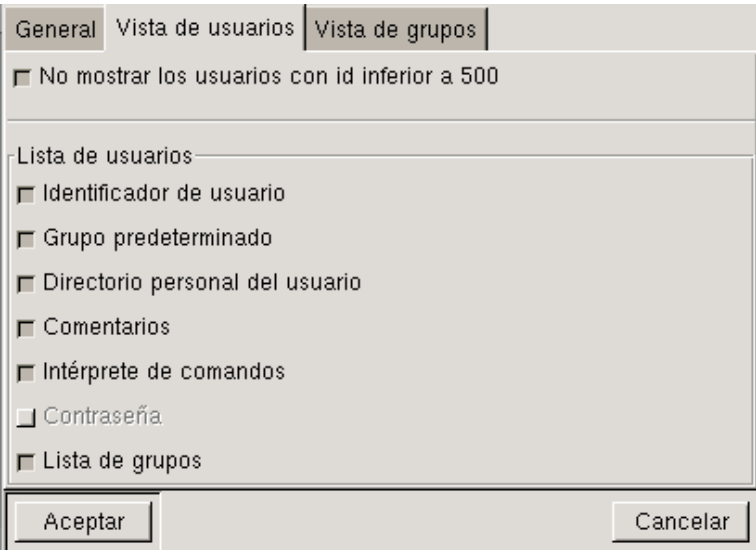 General Vista de usuarios Vista de grupos
No mostrar los usuarios con id inferior a 500
Lista de usuarios
Identificador de usuario
Grupo predeterminado
Directorio personal del usuario
Comentarios
Intérprete de comandos
Contraseña
Lista de grupos
Aceptar Cancelar